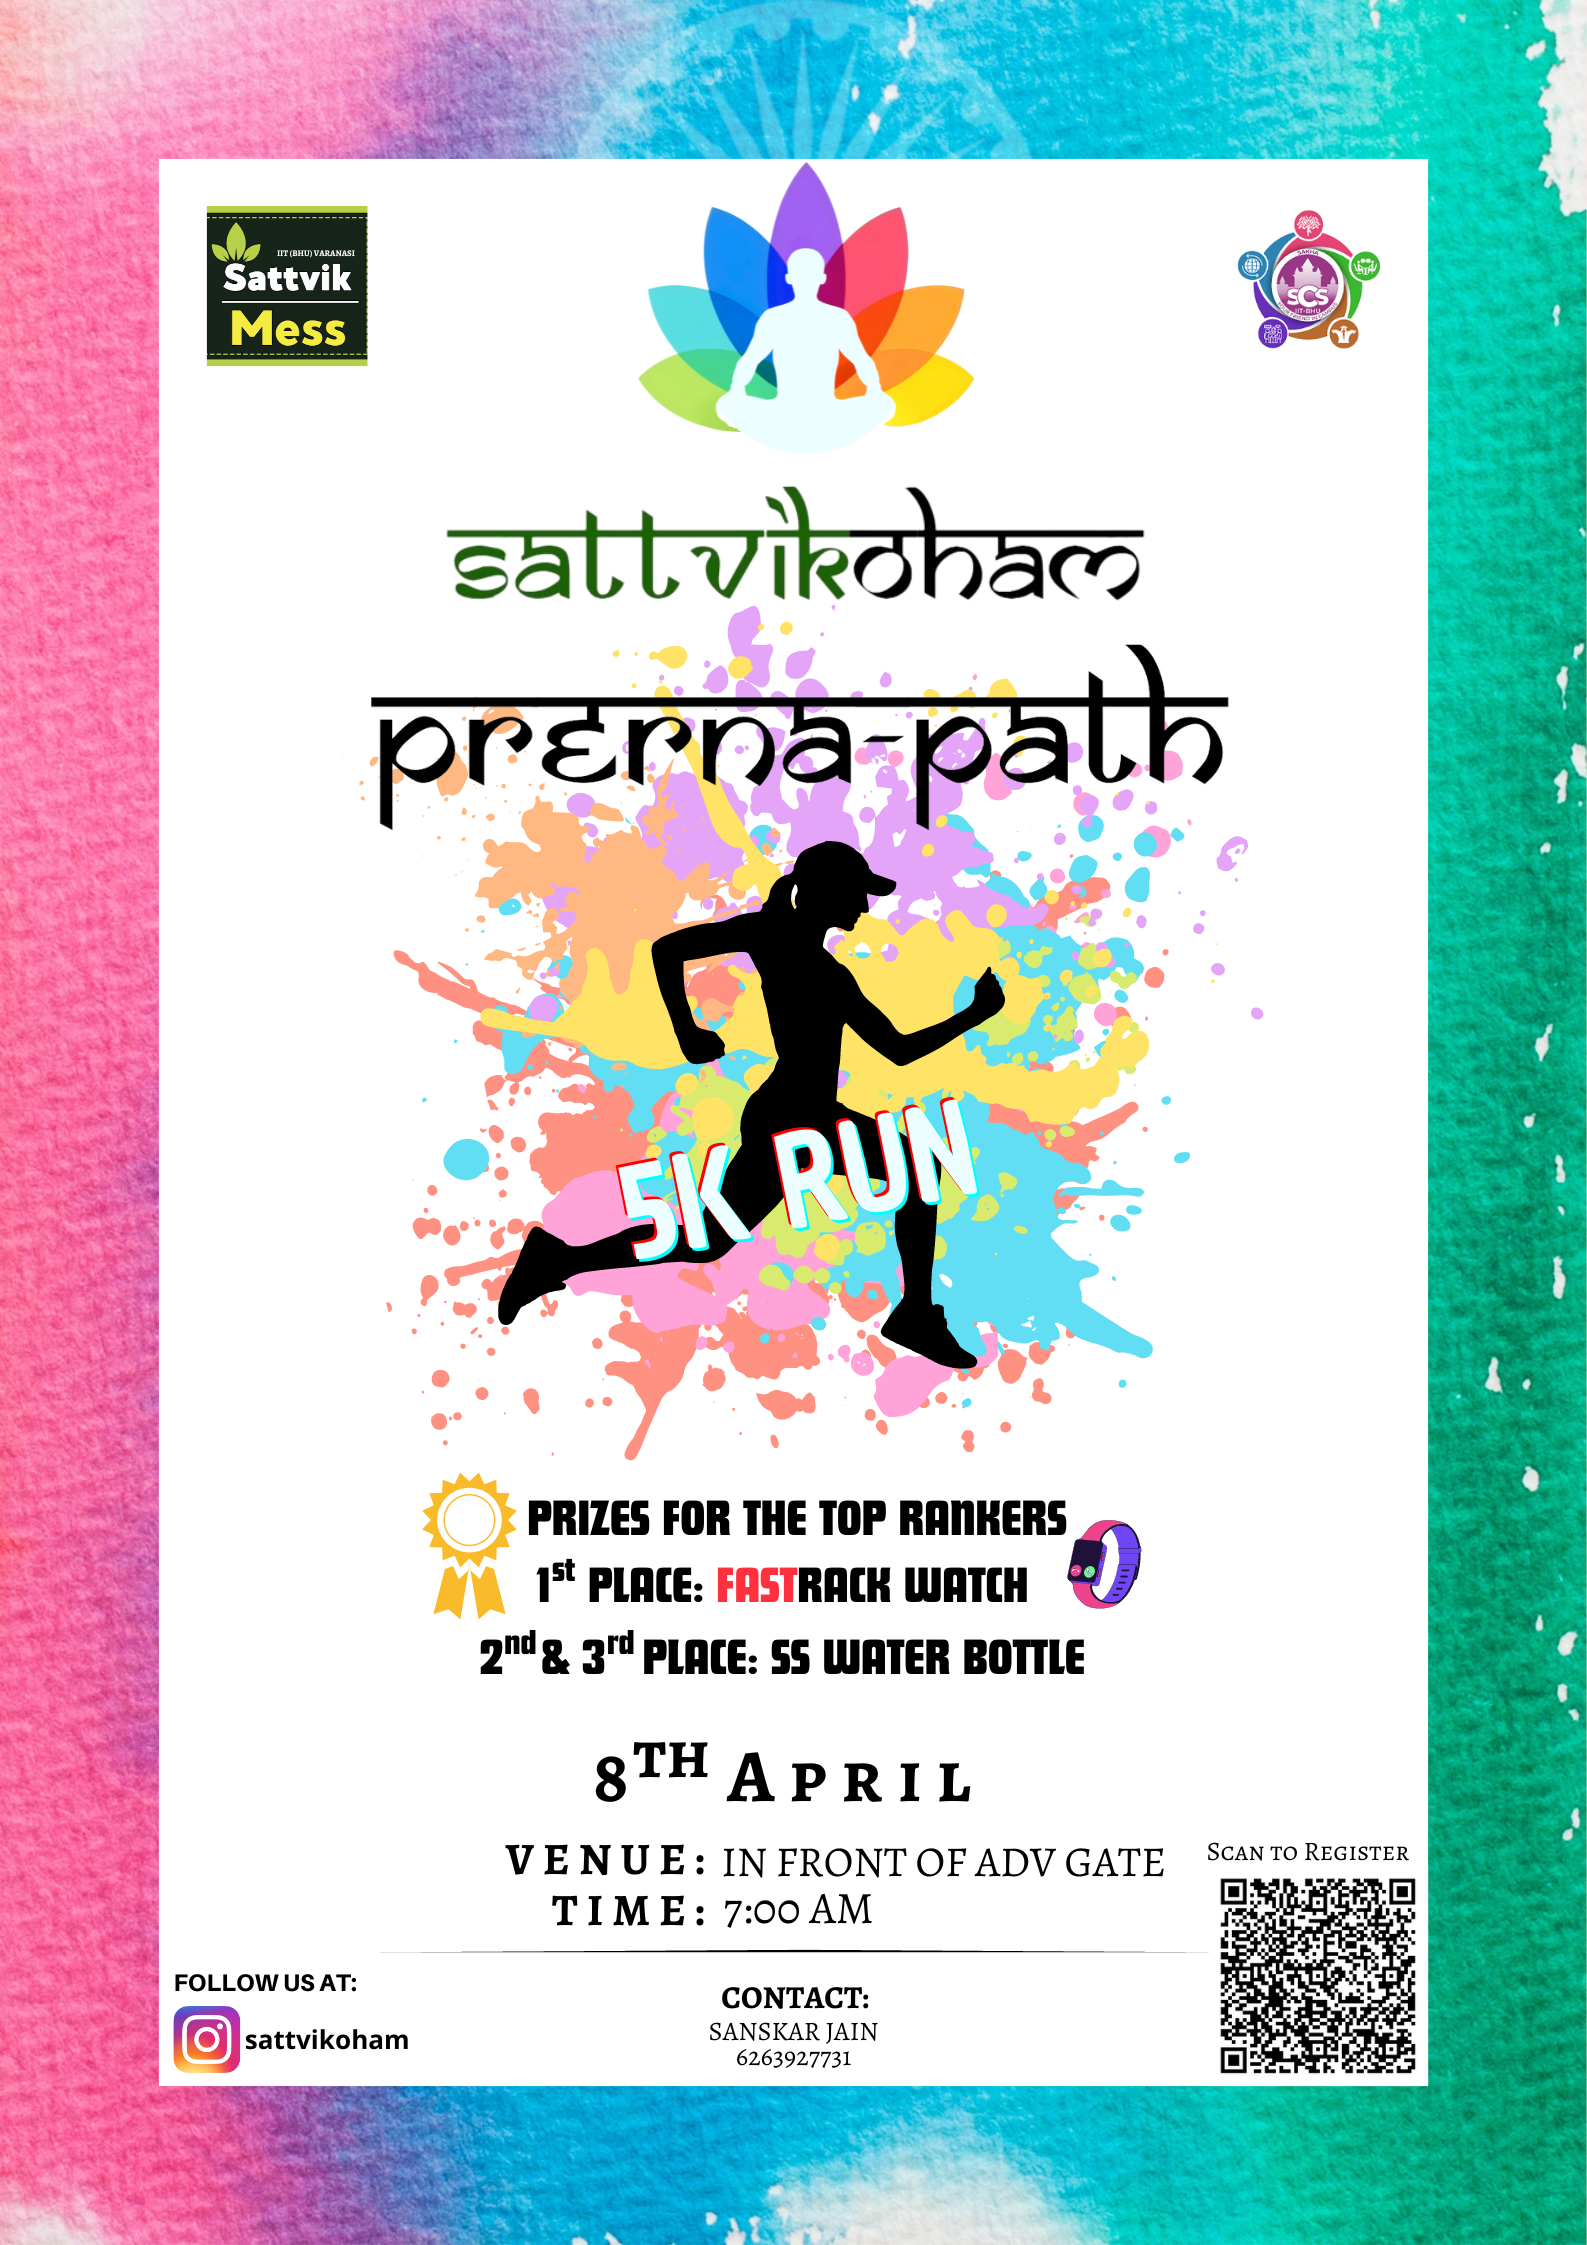 IIT (BHU) VARANASI
Sattvik
Mess
SAKHA
SCS
IIT-BHU
sattvikoham
prerna-path
5K RUN
PRIZES FOR THE TOP RANKERS
1st PLACE: FASTRACK WATCH
2nd & 3rd PLACE: SS WATER BOTTLE
8TH APRIL
VENUE: IN FRONT OF ADV GATE
TIME: 7:00 AM
SCAN TO REGISTER
FOLLOW US AT:
sattvikoham
CONTACT:
SANSKAR JAIN
6263927731